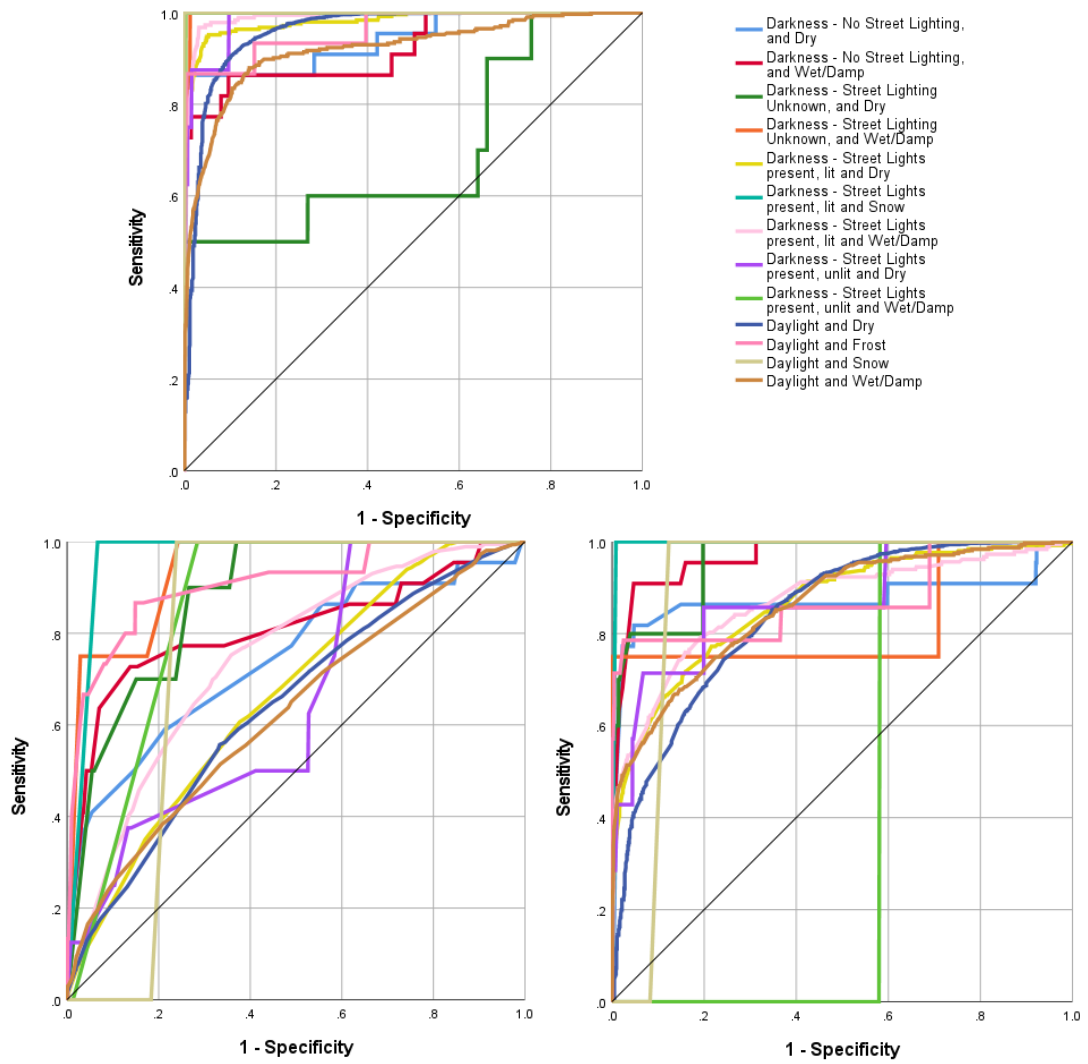 1.0
.8
.6
.4
.2
.0
Sensitivity
.0 .2 .4 .6 .8 1.0
1 - Specificity
Darkness - No Street Lighting,
and Dry
Darkness - No Street Lighting,
and Wet/Damp
Darkness - Street Lighting
Unknown, and Dry
Darkness - Street Lighting
Unknown, and Wet/Damp
Darkness - Street Lights
present, lit and Dry
Darkness - Street Lights
present, lit and Snow
Darkness - Street Lights
present, lit and Wet/Damp
Darkness - Street Lights
present, unlit and Dry
Darkness - Street Lights
present, unlit and Wet/Damp
Daylight and Dry
Daylight and Frost
Daylight and Snow
Daylight and Wet/Damp
1.0
.8
.6
.4
.2
.0
Sensitivity
.0 .2 .4 .6 .8 1.0
1 - Specificity
1.0
.8
.6
.4
.2
.0
Sensitivity
.0 .2 .4 .6 .8 1.0
1 - Specificity